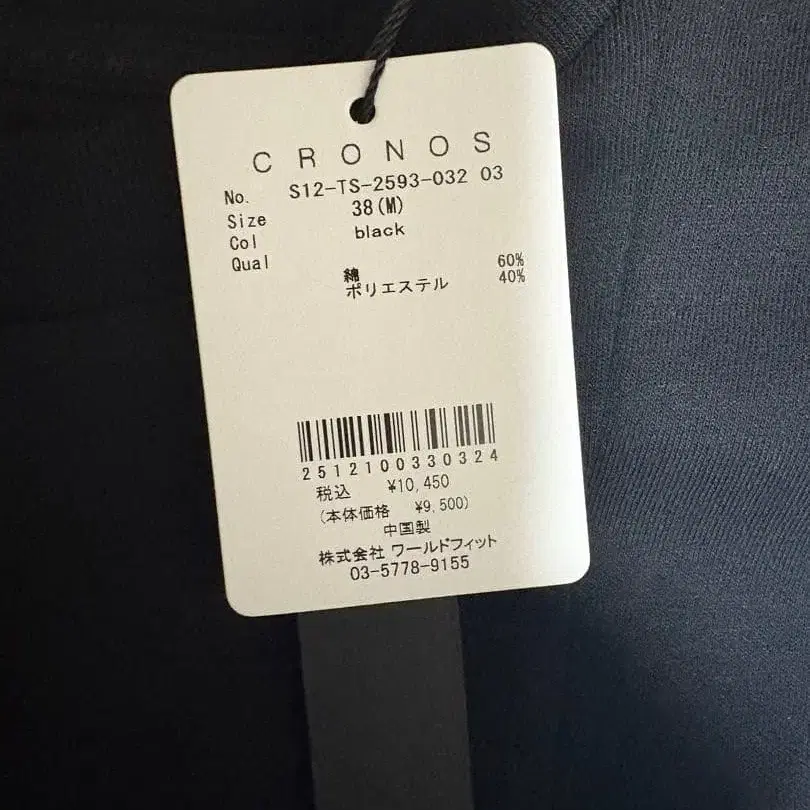 CRONOS
No. S12-TS-2593-032 03
Size 38(M)
Col black
Qual
綿 60%
ポリエステル 40%
2512100330324
税込 ¥10,450
(本体価格 ¥9,500)
中国製
株式会社 ワールドフィット
03-5778-9155